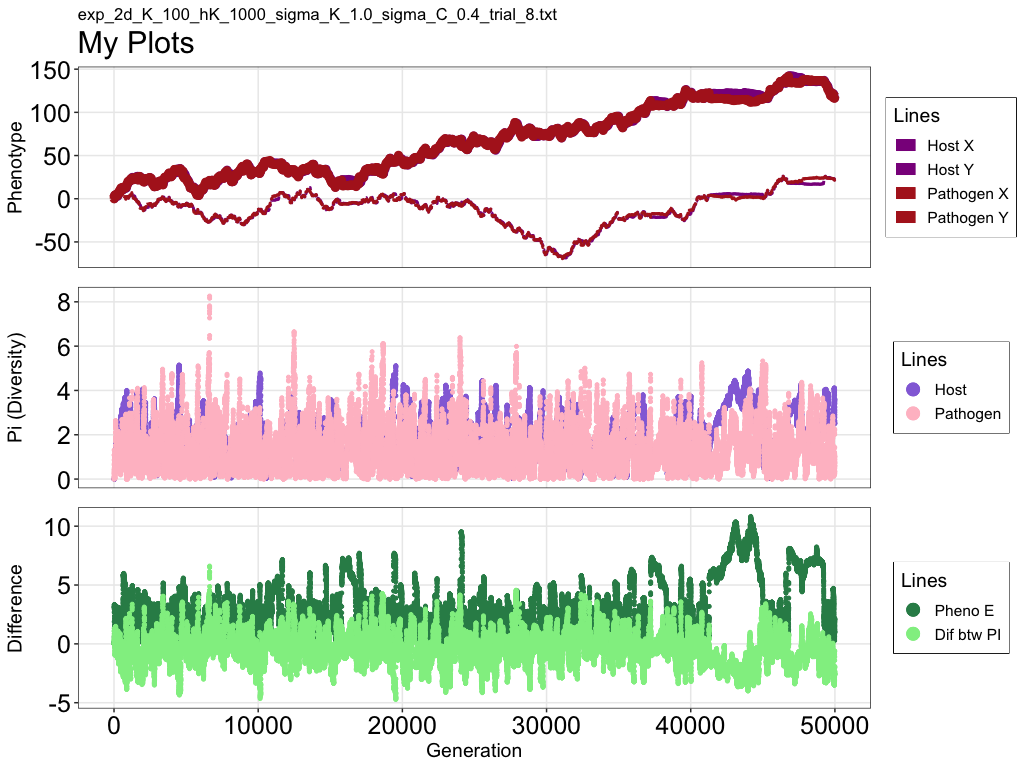 exp_2d_K_100_hK_1000_sigma_K_1.0_sigma_C_0.4_trial_8.txt
My Plots
Phenotype
150
100
50
0
-50
Lines
Host X
Host Y
Pathogen X
Pathogen Y
Pi (Diversity)
8
6
4
2
0
Lines
Host
Pathogen
Difference
10
5
0
-5
Lines
Pheno E
Dif btw PI
0 10000 20000 30000 40000 50000
Generation